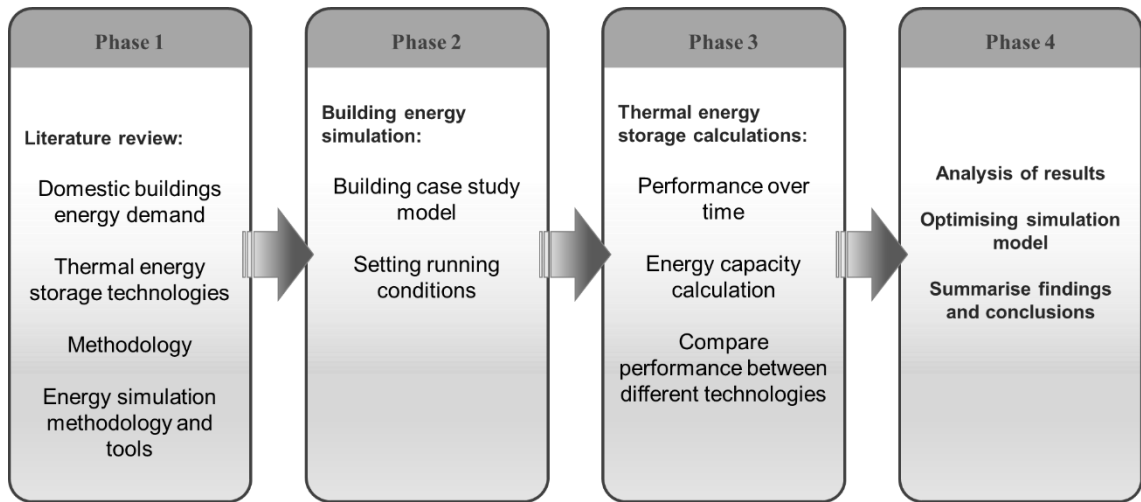 Phase 1
Literature review:
Domestic buildings
energy demand
Thermal energy
storage technologies
Methodology
Energy simulation
methodology and
tools
Phase 2
Building energy
simulation:
Building case study
model
Setting running
conditions
Phase 3
Thermal energy
storage calculations:
Performance over
time
Energy capacity
calculation
Compare
performance between
different technologies
Phase 4
Analysis of results
Optimising simulation
model
Summarise findings
and conclusions